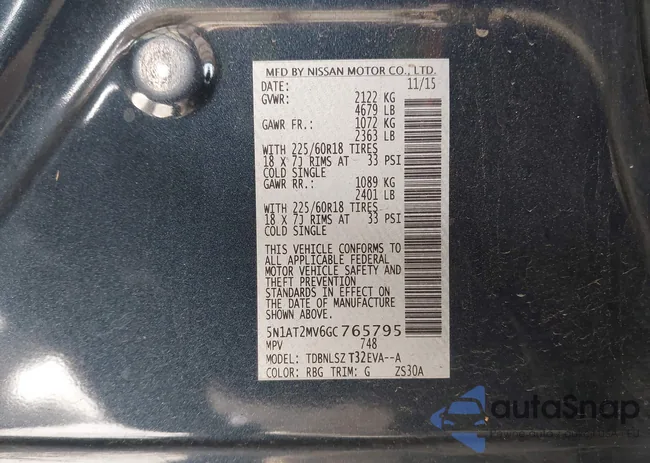 MFD BY NISSAN MOTOR CO., LTD.
DATE: 11/15
GVWR: 2122 KG
4679 LB
GAWR FR.: 1072 KG
2363 LB
WITH 225/60R18 TIRES
18 X 7J RIMS AT 33 PSI
COLD SINGLE
GAWR RR.: 1089 KG
2401 LB
WITH 225/60R18 TIRES
18 X 7J RIMS AT 33 PSI
COLD SINGLE
THIS VEHICLE CONFORMS TO
ALL APPLICABLE FEDERAL
MOTOR VEHICLE SAFETY AND
THEFT PREVENTION
STANDARDS IN EFFECT ON
THE DATE OF MANUFACTURE
SHOWN ABOVE.
5N1AT2MV6GC765795
MPV 748
MODEL: TDBNLSZ T32EVA--A
COLOR: RBG TRIM: G ZS30A
autoSnap